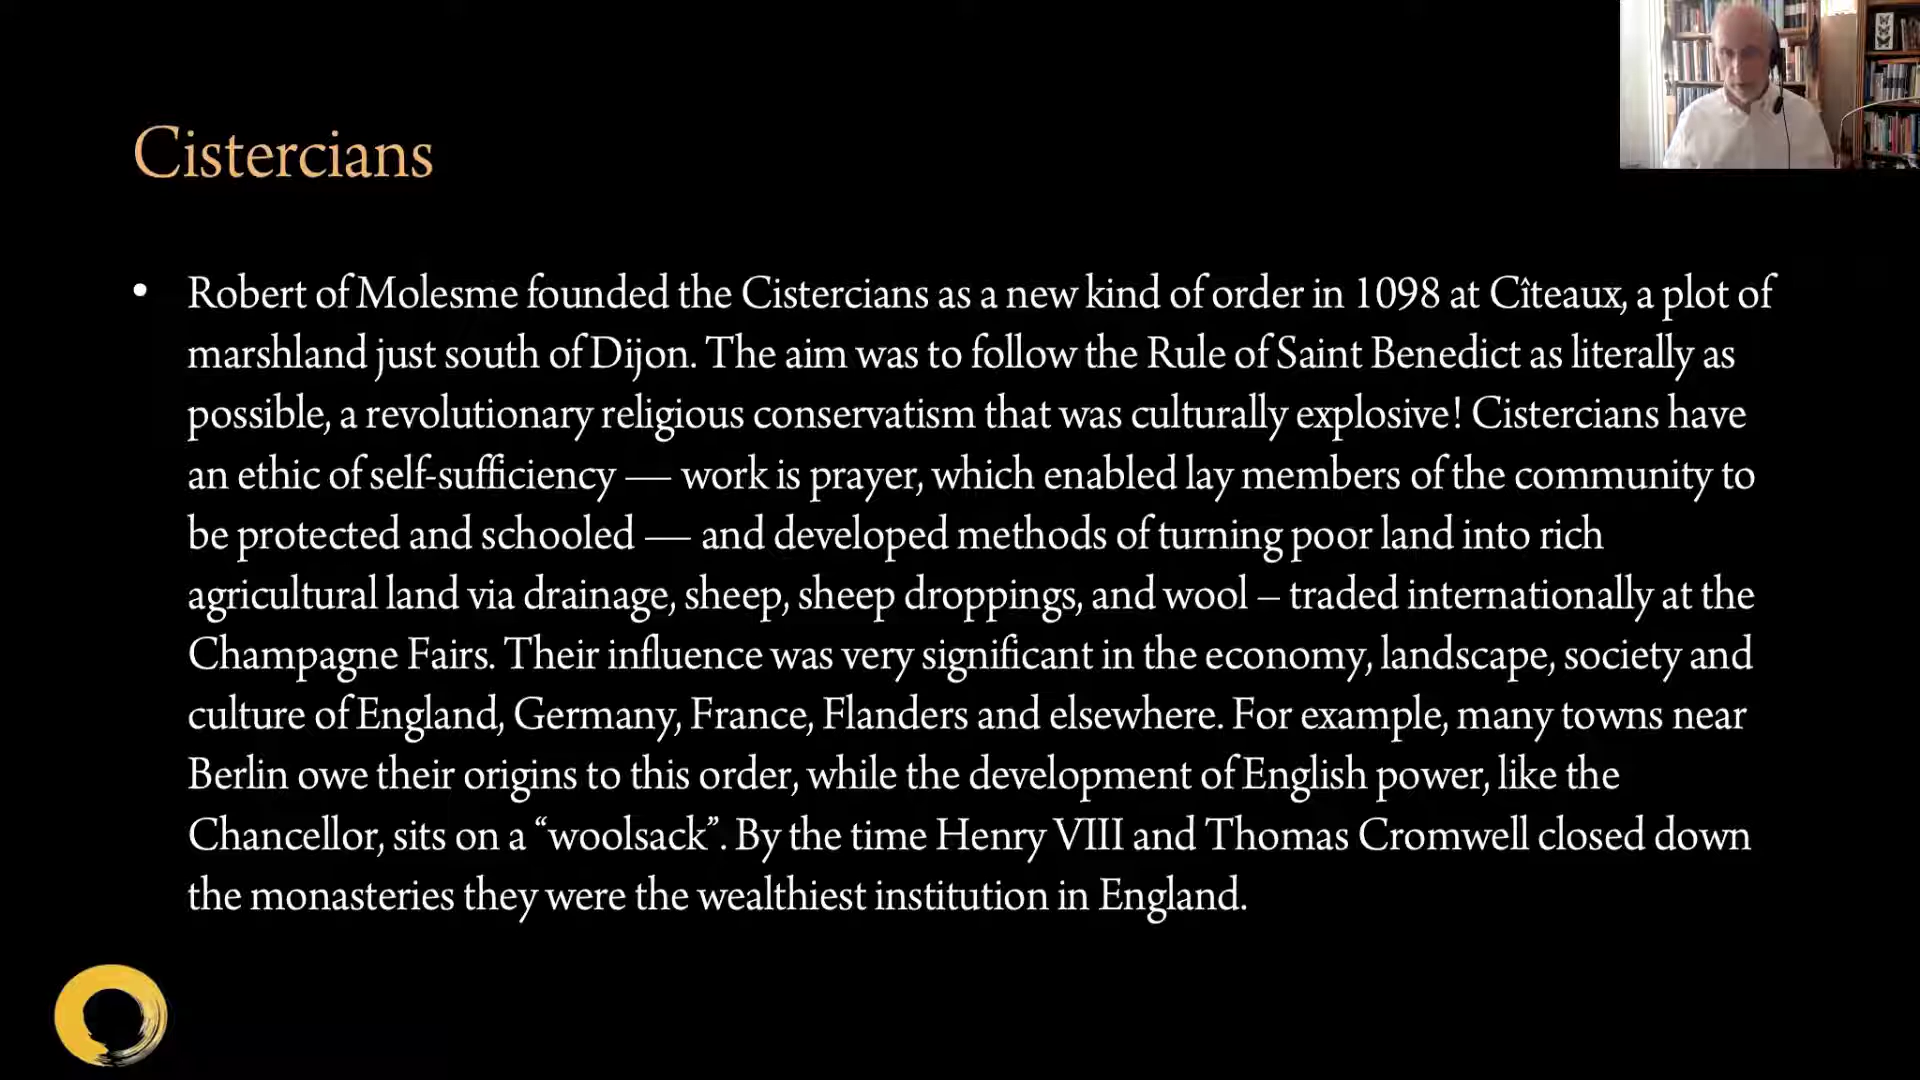 Cistercians
• Robert of Molesme founded the Cistercians as a new kind of order in 1098 at Cîteaux, a plot of
marshland just south of Dijon. The aim was to follow the Rule of Saint Benedict as literally as
possible, a revolutionary religious conservatism that was culturally explosive! Cistercians have
an ethic of self-sufficiency — work is prayer, which enabled lay members of the community to
be protected and schooled — and developed methods of turning poor land into rich
agricultural land via drainage, sheep, sheep droppings, and wool – traded internationally at the
Champagne Fairs. Their influence was very significant in the economy, landscape, society and
culture of England, Germany, France, Flanders and elsewhere. For example, many towns near
Berlin owe their origins to this order, while the development of English power, like the
Chancellor, sits on a “woolsack”. By the time Henry VIII and Thomas Cromwell closed down
the monasteries they were the wealthiest institution in England.